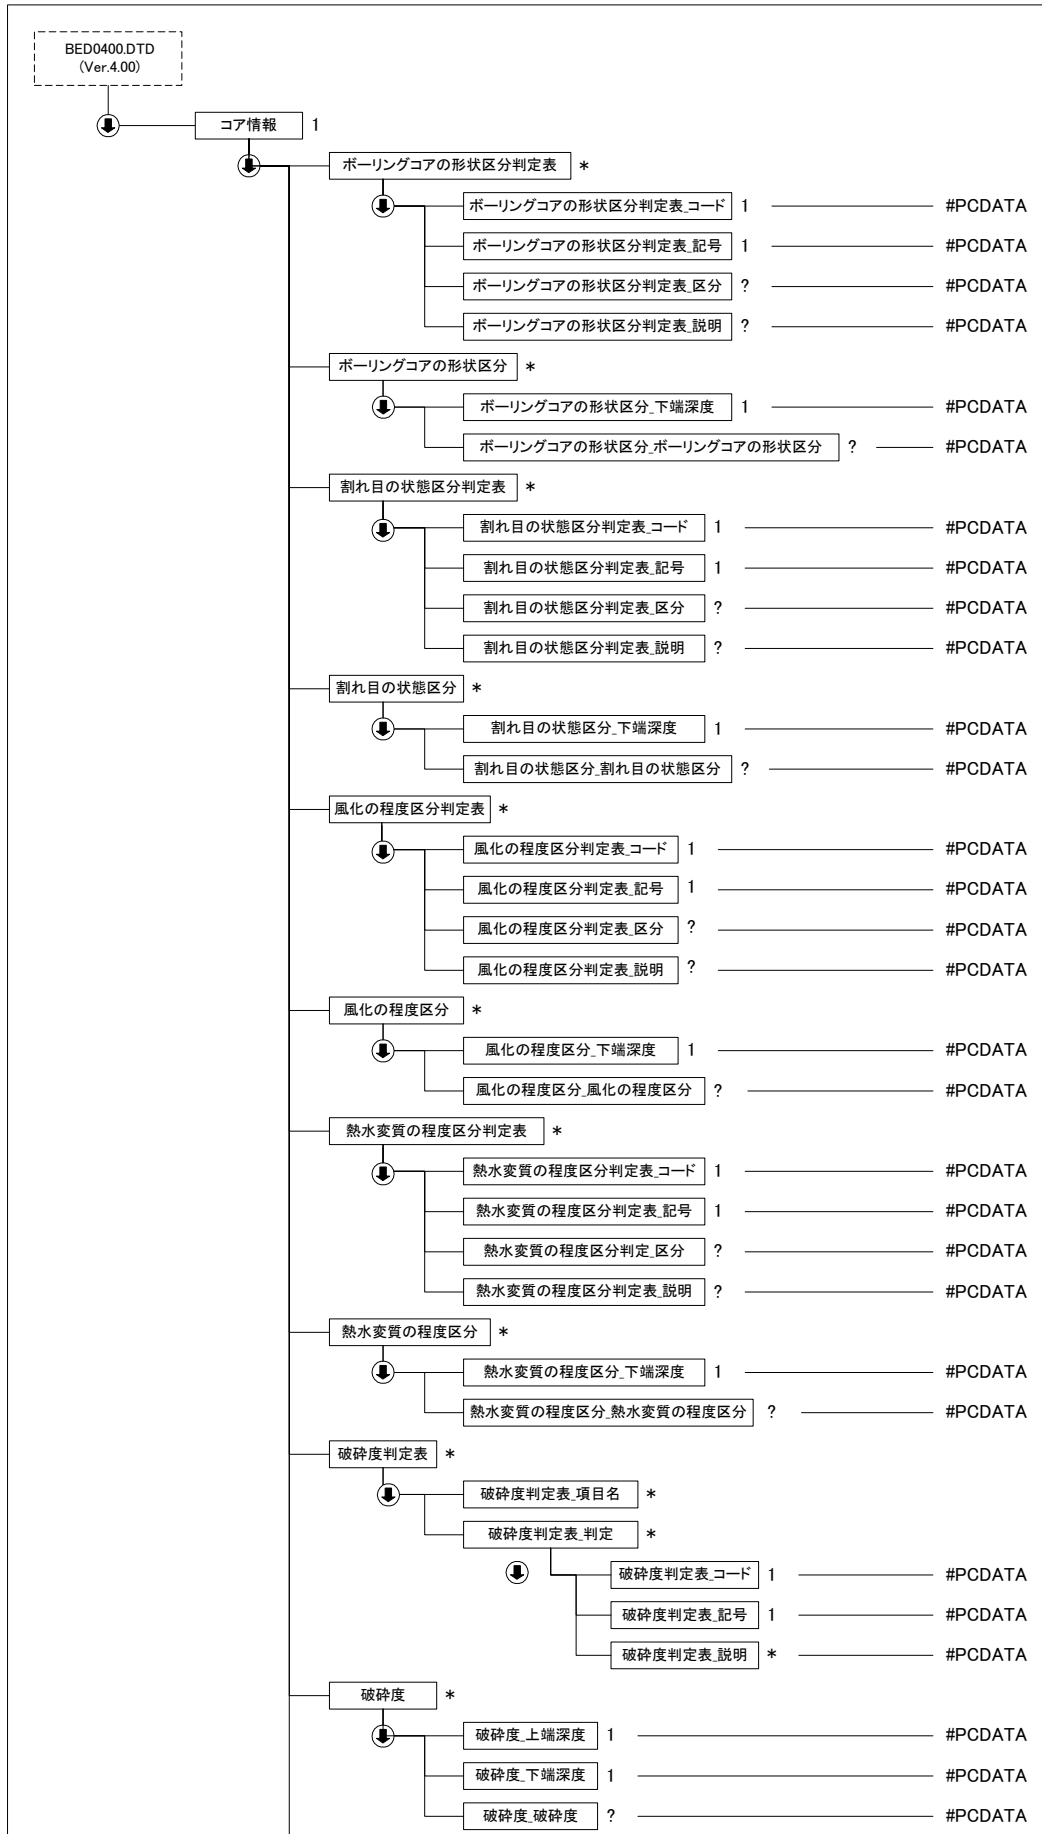 BED0400.DTD
(Ver.4.00)
コア情報 1
ボーリングコアの形状区分判定表 *
ボーリングコアの形状区分判定表_コード 1 #PCDATA
ボーリングコアの形状区分判定表_記号 1 #PCDATA
ボーリングコアの形状区分判定表_区分 ? #PCDATA
ボーリングコアの形状区分判定表_説明 ? #PCDATA
ボーリングコアの形状区分 *
ボーリングコアの形状区分_下端深度 1 #PCDATA
ボーリングコアの形状区分_ボーリングコアの形状区分 ? #PCDATA
割れ目の状態区分判定表 *
割れ目の状態区分判定表_コード 1 #PCDATA
割れ目の状態区分判定表_記号 1 #PCDATA
割れ目の状態区分判定表_区分 ? #PCDATA
割れ目の状態区分判定表_説明 ? #PCDATA
割れ目の状態区分 *
割れ目の状態区分_下端深度 1 #PCDATA
割れ目の状態区分_割れ目の状態区分 ? #PCDATA
風化の程度区分判定表 *
風化の程度区分判定表_コード 1 #PCDATA
風化の程度区分判定表_記号 1 #PCDATA
風化の程度区分判定表_区分 ? #PCDATA
風化の程度区分判定表_説明 ? #PCDATA
風化の程度区分 *
風化の程度区分_下端深度 1 #PCDATA
風化の程度区分_風化の程度区分 ? #PCDATA
熱水変質の程度区分判定表 *
熱水変質の程度区分判定表_コード 1 #PCDATA
熱水変質の程度区分判定表_記号 1 #PCDATA
熱水変質の程度区分判定_区分 ? #PCDATA
熱水変質の程度区分判定表_説明 ? #PCDATA
熱水変質の程度区分 *
熱水変質の程度区分_下端深度 1 #PCDATA
熱水変質の程度区分_熱水変質の程度区分 ? #PCDATA
破砕度判定表 *
破砕度判定表_項目名 *
破砕度判定表_判定 *
破砕度判定表_コード 1 #PCDATA
破砕度判定表_記号 1 #PCDATA
破砕度判定表_説明 * #PCDATA
破砕度 *
破砕度_上端深度 1 #PCDATA
破砕度_下端深度 1 #PCDATA
破砕度_破砕度 ? #PCDATA